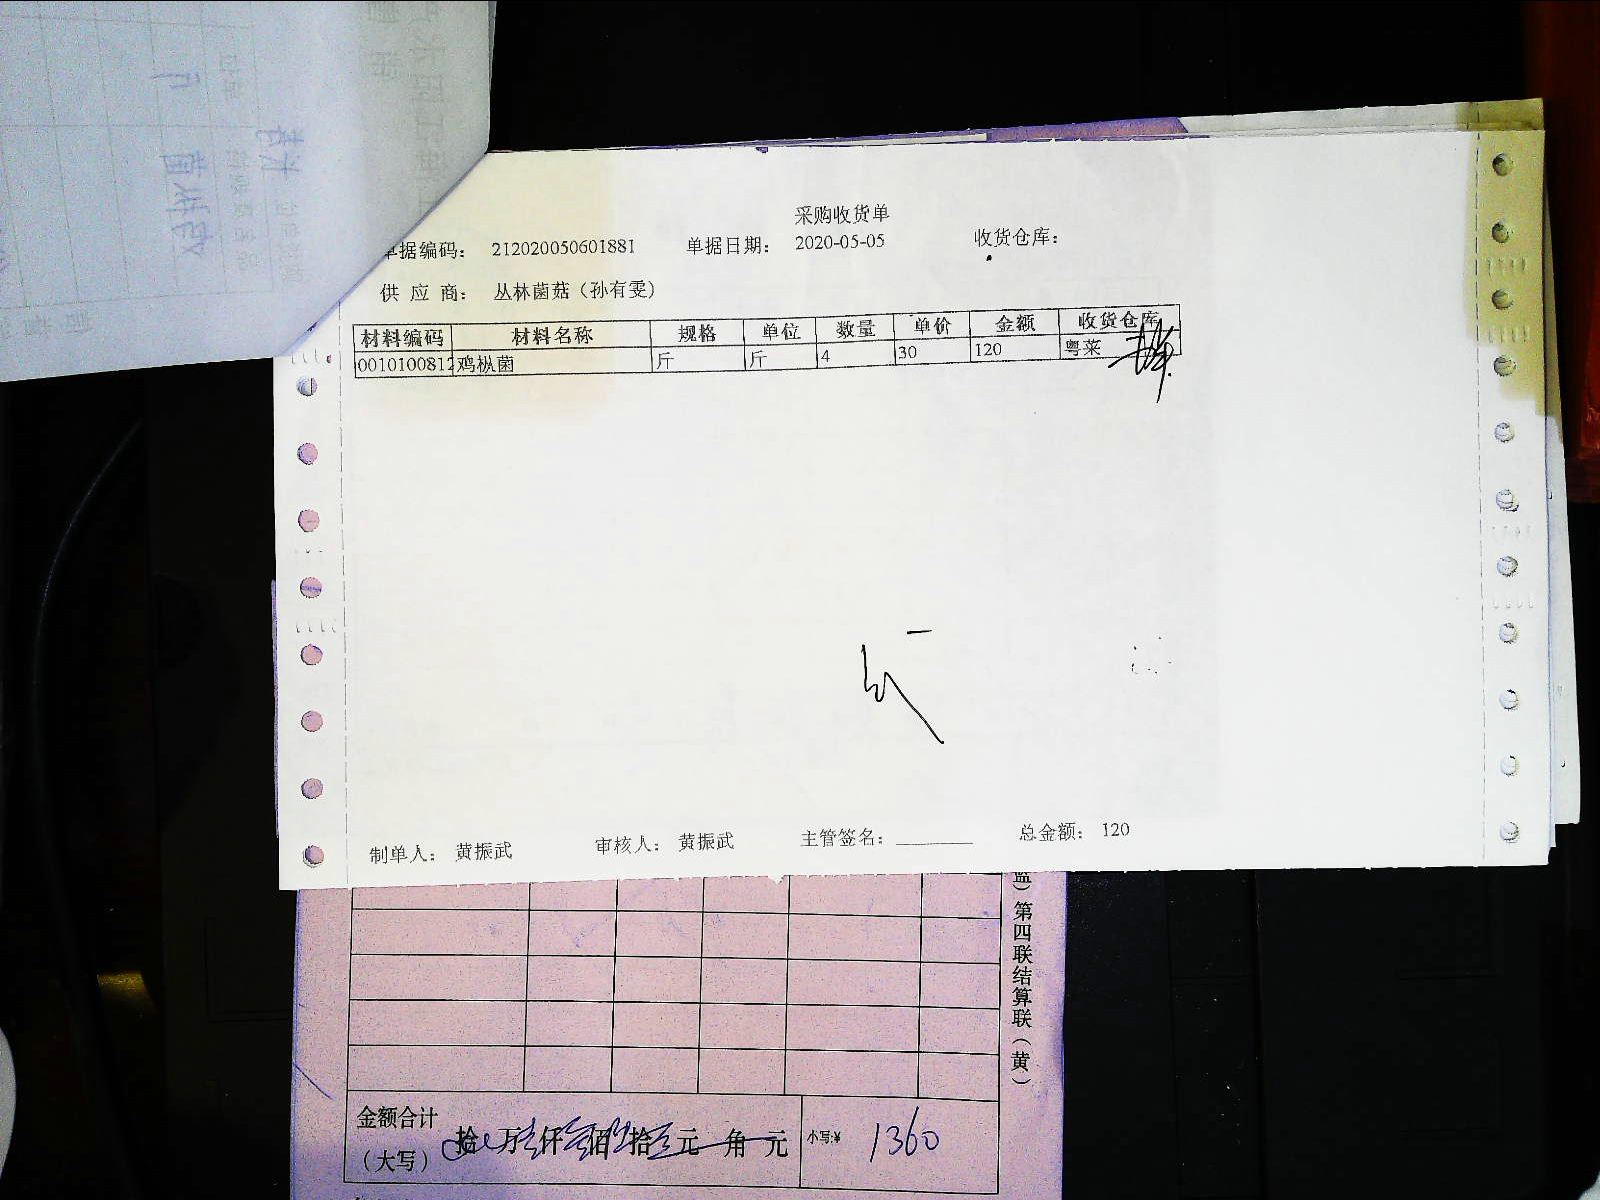 采购收货单
单据编码： 212020050601881 单据日期： 2020-05-05 收货仓库：
供 应 商： 丛林菌菇（孙有雯）
材料编码 材料名称 规格 单位 数量 单价 金额 收货仓库
0010100812 鸡枞菌 斤 斤 4 30 120 粤菜
制单人： 黄振武 审核人： 黄振武 主管签名：________ 总金额： 120
）第四联结算联（黄）
金额合计
（大写） 拾 万 仟 佰 拾 元 角 元 小写:¥ 1360